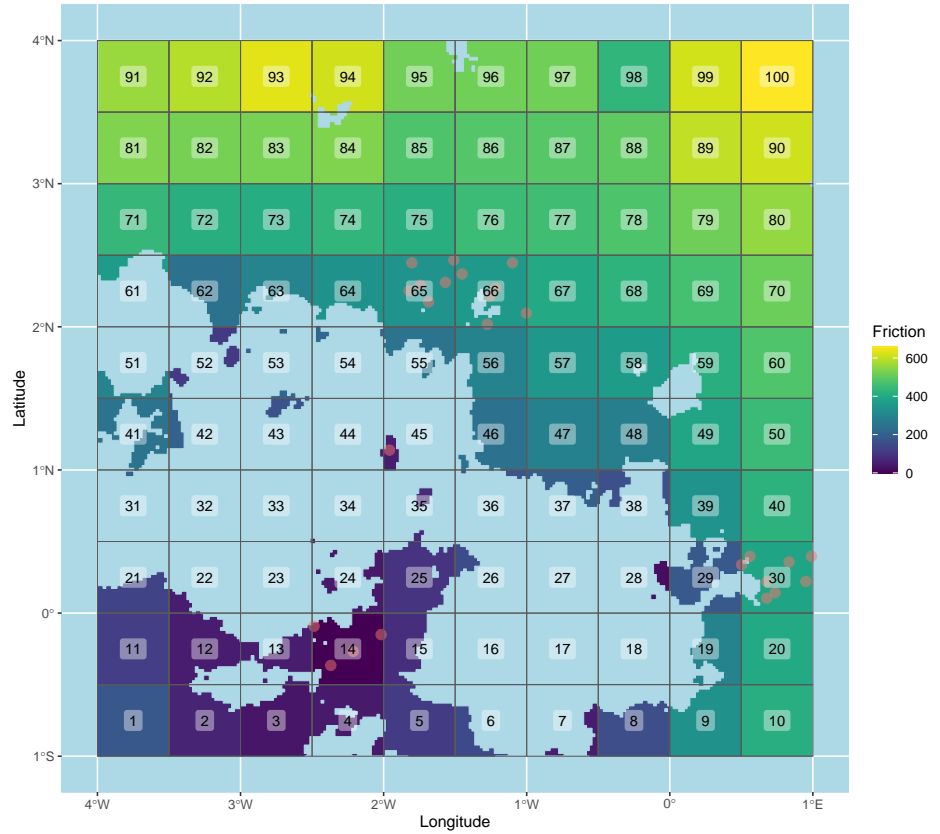 4°N
91 92 93 94 95 96 97 98 99 100
81 82 83 84 85 86 87 88 89 90
3°N
71 72 73 74 75 76 77 78 79 80
61 62 63 64 65 66 67 68 69 70
2°N
51 52 53 54 55 56 57 58 59 60
41 42 43 44 45 46 47 48 49 50
1°N
31 32 33 34 35 36 37 38 39 40
21 22 23 24 25 26 27 28 29 30
0°
11 12 13 14 15 16 17 18 19 20
1 2 3 4 5 6 7 8 9 10
1°S
4°W 3°W 2°W 1°W 0° 1°E
Longitude
Latitude
Friction
600
400
200
0